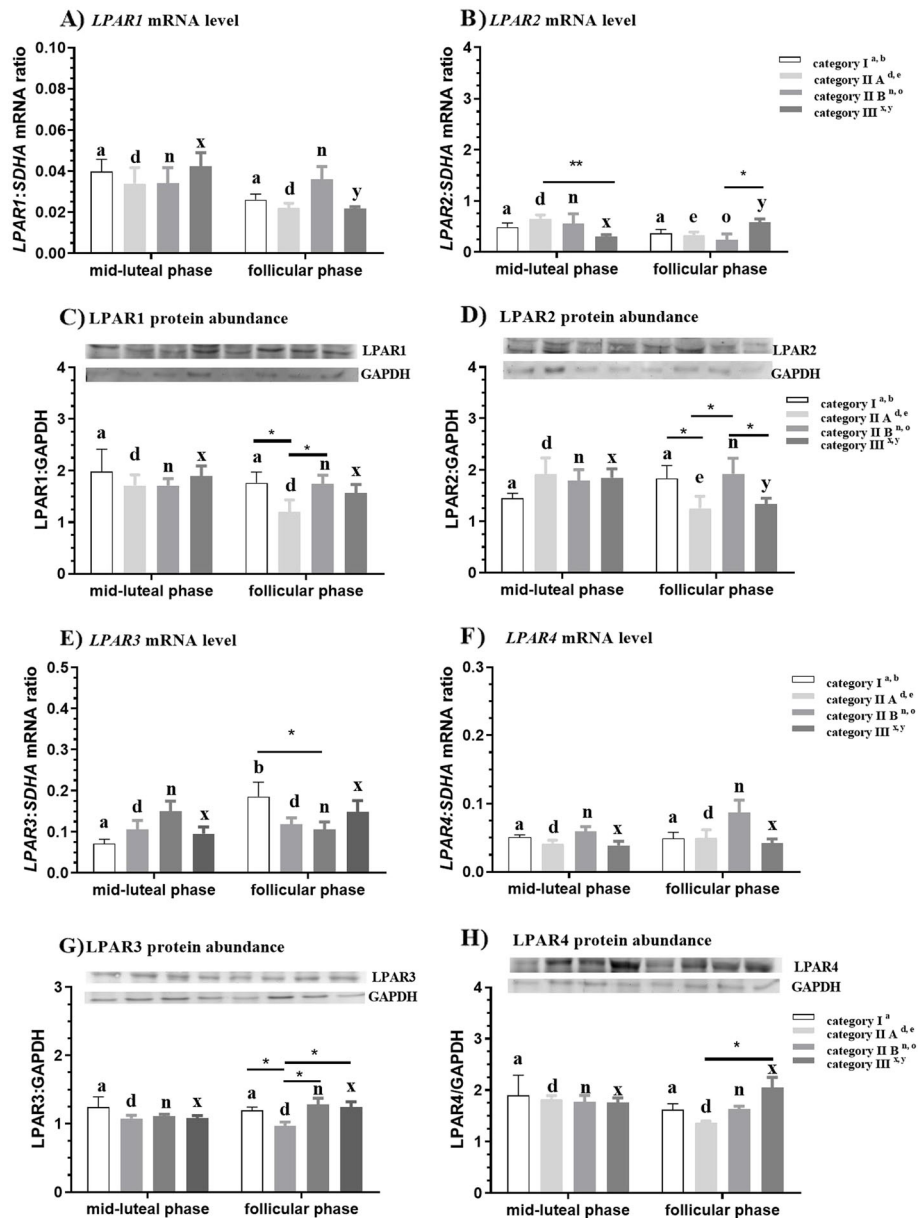 A) LPAR1 mRNA level
LPAR1:SDHA mRNA ratio
0.10
0.08
0.06
0.04
0.02
0.00
a d n x a d n y
mid-luteal phase follicular phase
B) LPAR2 mRNA level
LPAR2:SDHA mRNA ratio
4
3
2
1
0
** *
a d n x a e o y
mid-luteal phase follicular phase
category I a, b
category II A d, e
category II B n, o
category III x, y
C) LPAR1 protein abundance
LPAR1
GAPDH
LPAR1:GAPDH
4
3
2
1
0
* *
a d n x a d n x
mid-luteal phase follicular phase
D) LPAR2 protein abundance
LPAR2
GAPDH
LPAR2:GAPDH
4
3
2
1
0
* * *
a d n x a e n y
mid-luteal phase follicular phase
category I a, b
category II A d, e
category II B n, o
category III x, y
E) LPAR3 mRNA level
LPAR3:SDHA mRNA ratio
0.5
0.4
0.3
0.2
0.1
0.0
*
a d n x b d n x
mid-luteal phase follicular phase
F) LPAR4 mRNA level
LPAR4:SDHA mRNA ratio
0.3
0.2
0.1
0.0
a d n x a d n x
mid-luteal phase follicular phase
category I a, b
category II A d, e
category II B n, o
category III x, y
G) LPAR3 protein abundance
LPAR3
GAPDH
LPAR3:GAPDH
3
2
1
0
* * *
a d n x a d n x
mid-luteal phase follicular phase
H) LPAR4 protein abundance
LPAR4
GAPDH
LPAR4/GAPDH
4
3
2
1
0
*
a d n x a d n x
mid-luteal phase follicular phase
category I a
category II A d, e
category II B n, o
category III x, y